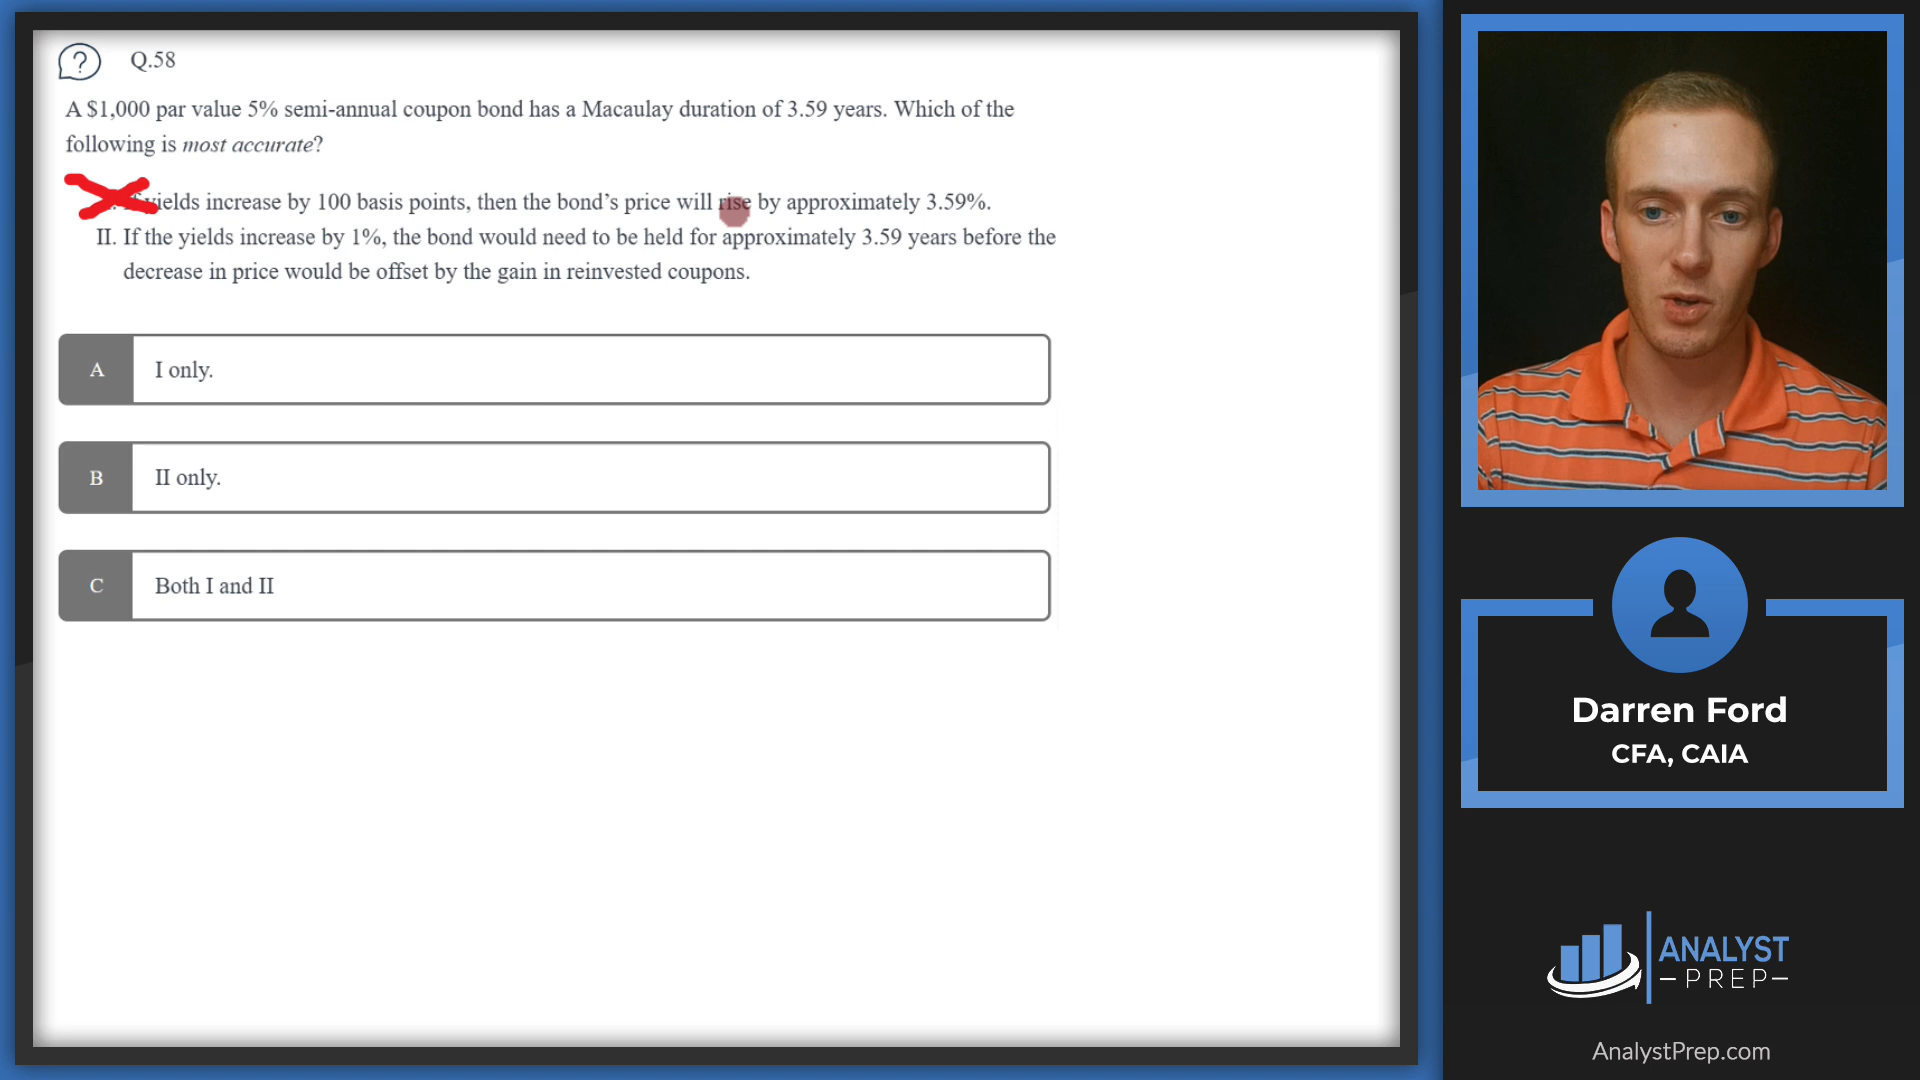 Q.58
A $1,000 par value 5% semi-annual coupon bond has a Macaulay duration of 3.59 years. Which of the
following is most accurate?
yields increase by 100 basis points, then the bond’s price will rise by approximately 3.59%.
II. If the yields increase by 1%, the bond would need to be held for approximately 3.59 years before the
decrease in price would be offset by the gain in reinvested coupons.
A I only.
B II only.
C Both I and II
Darren Ford
CFA, CAIA
ANALYST
PREP
AnalystPrep.com